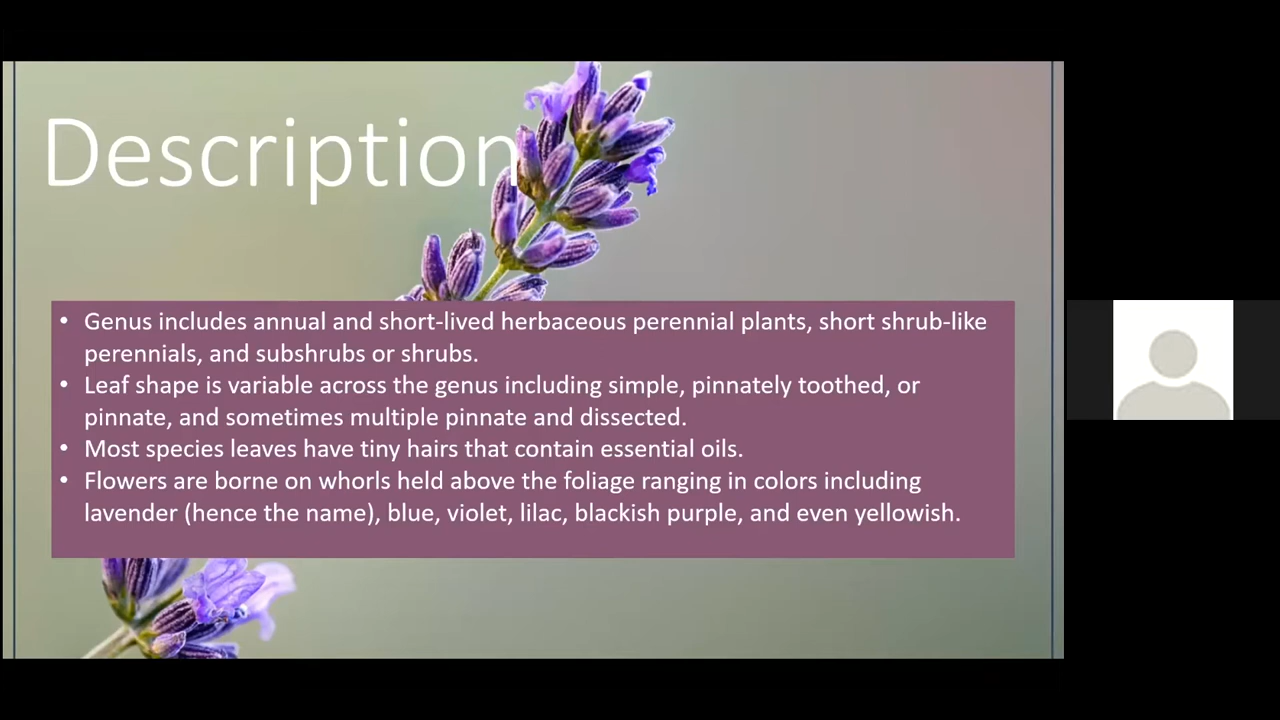 Description
• Genus includes annual and short-lived herbaceous perennial plants, short shrub-like
perennials, and subshrubs or shrubs.
• Leaf shape is variable across the genus including simple, pinnately toothed, or
pinnate, and sometimes multiple pinnate and dissected.
• Most species leaves have tiny hairs that contain essential oils.
• Flowers are borne on whorls held above the foliage ranging in colors including
lavender (hence the name), blue, violet, lilac, blackish purple, and even yellowish.